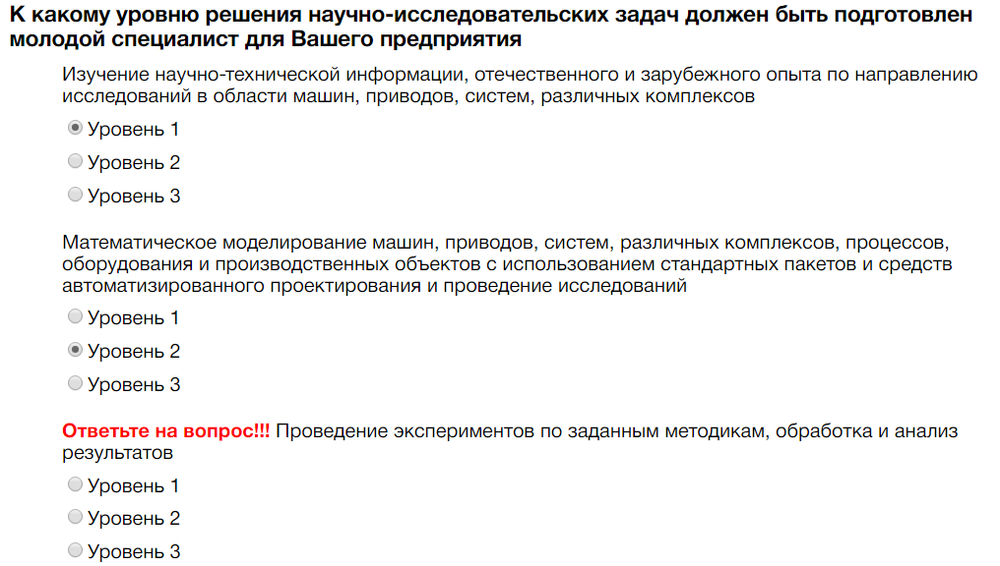 К какому уровню решения научно-исследовательских задач должен быть подготовлен
молодой специалист для Вашего предприятия
Изучение научно-технической информации, отечественного и зарубежного опыта по направлению
исследований в области машин, приводов, систем, различных комплексов
Уровень 1
Уровень 2
Уровень 3
Математическое моделирование машин, приводов, систем, различных комплексов, процессов,
оборудования и производственных объектов с использованием стандартных пакетов и средств
автоматизированного проектирования и проведение исследований
Уровень 1
Уровень 2
Уровень 3
Ответьте на вопрос!!! Проведение экспериментов по заданным методикам, обработка и анализ
результатов
Уровень 1
Уровень 2
Уровень 3